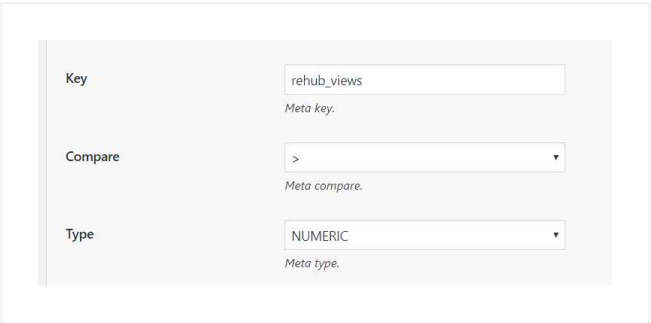 Key
rehub_views
Meta key.
Compare
>
Meta compare.
Type
NUMERIC
Meta type.